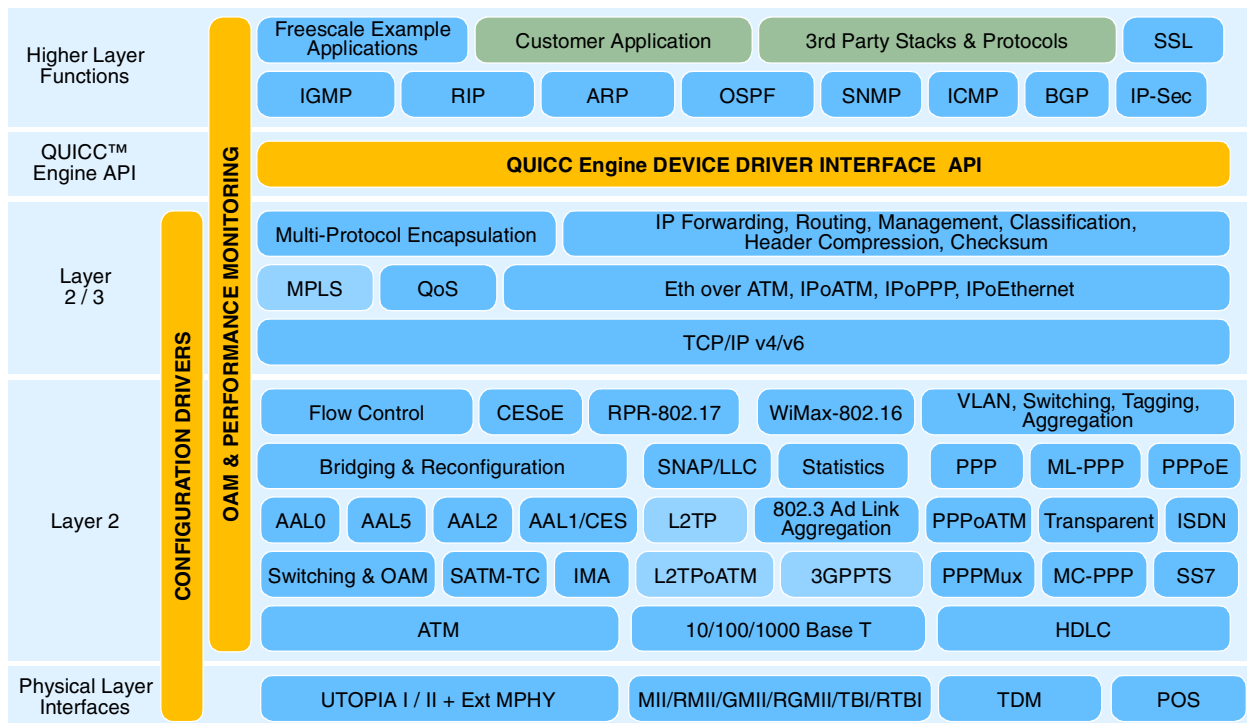 Higher Layer
Functions
Freescale Example
Applications
Customer Application
3rd Party Stacks & Protocols
SSL
IGMP
RIP
ARP
OSPF
SNMP
ICMP
BGP
IP-Sec
QUICC™
Engine API
QUICC Engine DEVICE DRIVER INTERFACE API
OAM & PERFORMANCE MONITORING
CONFIGURATION DRIVERS
Layer
2 / 3
Multi-Protocol Encapsulation
IP Forwarding, Routing, Management, Classification,
Header Compression, Checksum
MPLS
QoS
Eth over ATM, IPoATM, IPoPPP, IPoEthernet
TCP/IP v4/v6
Layer 2
Flow Control
CESoE
RPR-802.17
WiMax-802.16
VLAN, Switching, Tagging,
Aggregation
Bridging & Reconfiguration
SNAP/LLC
Statistics
PPP
ML-PPP
PPPoE
AAL0
AAL5
AAL2
AAL1/CES
L2TP
802.3 Ad Link
Aggregation
PPPoATM
Transparent
ISDN
Switching & OAM
SATM-TC
IMA
L2TPoATM
3GPPTS
PPPMux
MC-PPP
SS7
ATM
10/100/1000 Base T
HDLC
Physical Layer
Interfaces
UTOPIA I / II + Ext MPHY
MII/RMII/GMII/RGMII/TBI/RTBI
TDM
POS